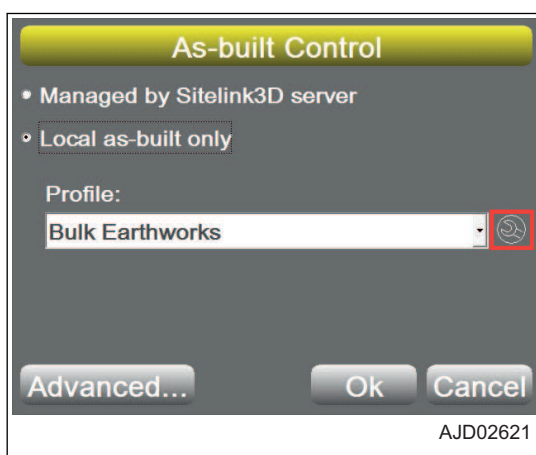 As-built Control
Managed by Sitelink3D server
Local as-built only
Profile:
Bulk Earthworks
Advanced...
Ok
Cancel
AJD02621